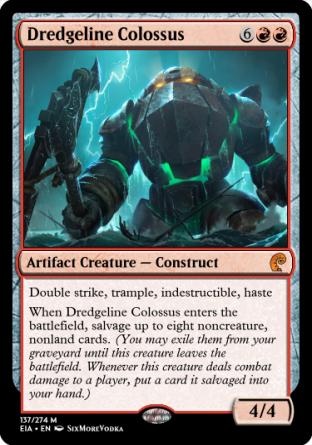 Dredgeline Colossus 6
Artifact Creature — Construct
Double strike, trample, indestructible, haste
When Dredgeline Colossus enters the
battlefield, salvage up to eight noncreature,
nonland cards. (You may exile them from your
graveyard until this creature leaves the
battlefield. Whenever this creature deals combat
damage to a player, put a card it salvaged into
your hand.)
4/4
137/274 M
EIA • EN SixMoreVodka